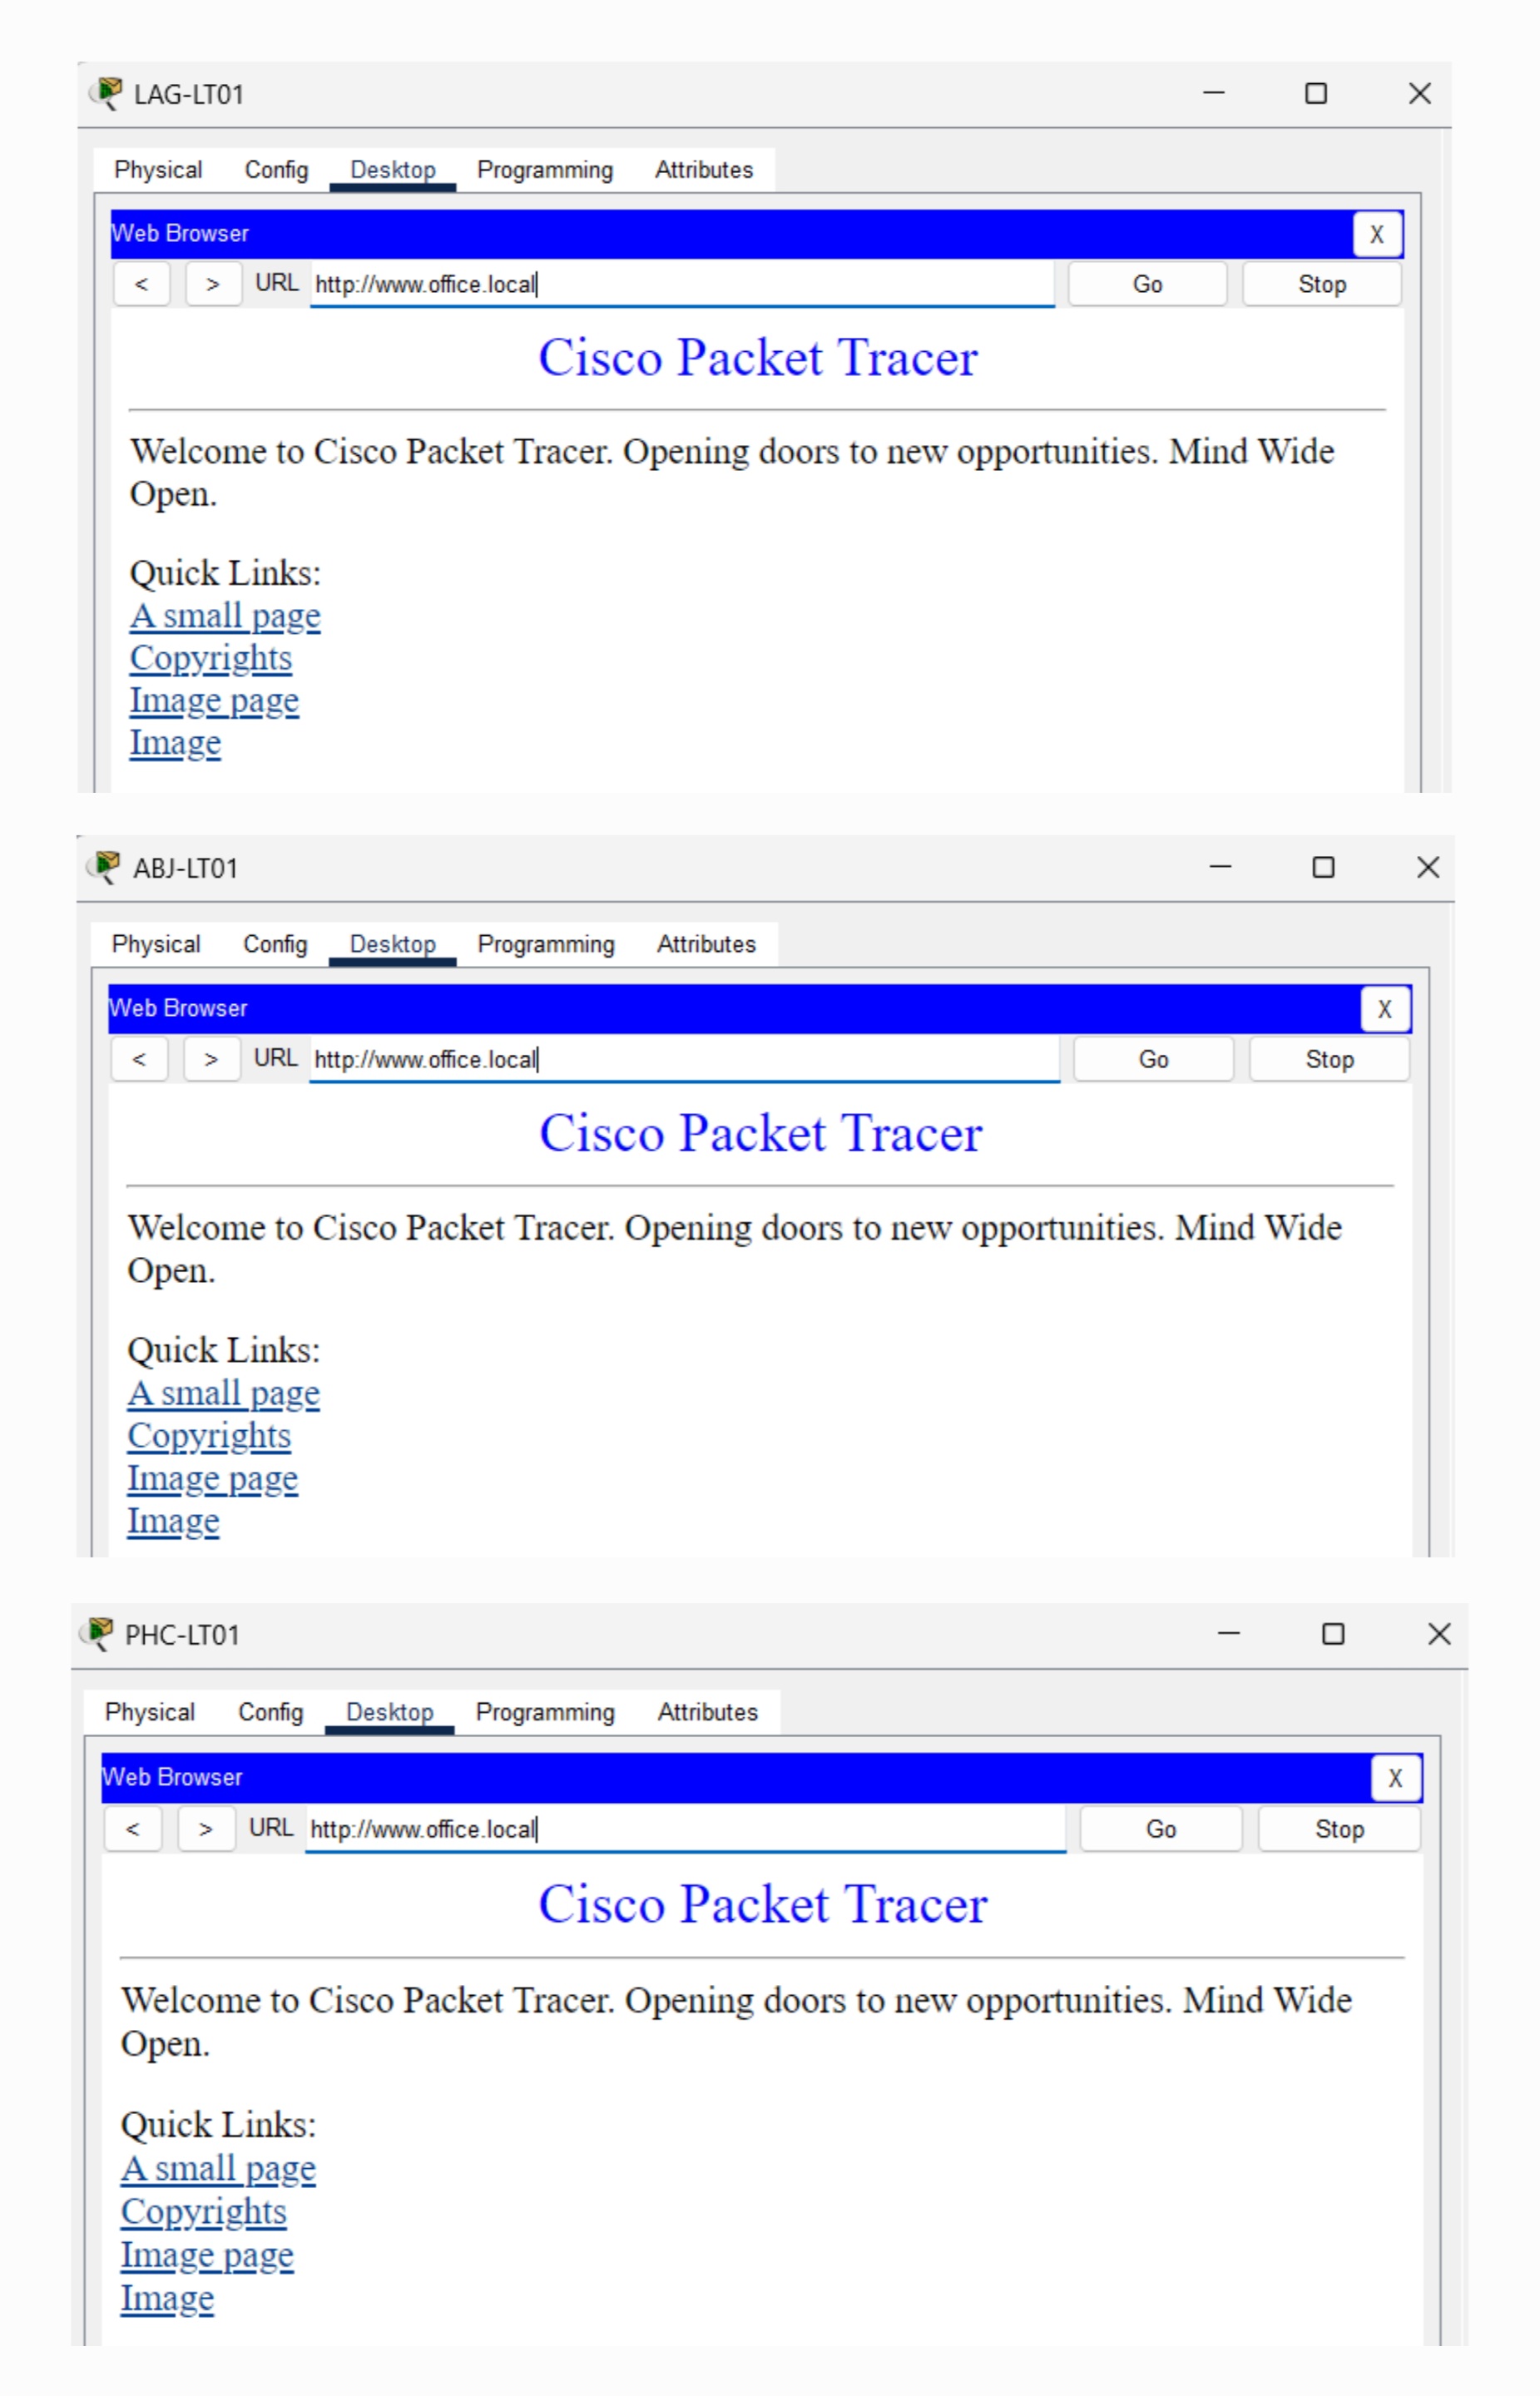 LAG-LT01
Physical Config Desktop Programming Attributes
Web Browser X
< > URL http://www.office.local Go Stop
Cisco Packet Tracer
Welcome to Cisco Packet Tracer. Opening doors to new opportunities. Mind Wide
Open.
Quick Links:
A small page
Copyrights
Image page
Image
ABJ-LT01
Physical Config Desktop Programming Attributes
Web Browser X
< > URL http://www.office.local Go Stop
Cisco Packet Tracer
Welcome to Cisco Packet Tracer. Opening doors to new opportunities. Mind Wide
Open.
Quick Links:
A small page
Copyrights
Image page
Image
PHC-LT01
Physical Config Desktop Programming Attributes
Web Browser X
< > URL http://www.office.local Go Stop
Cisco Packet Tracer
Welcome to Cisco Packet Tracer. Opening doors to new opportunities. Mind Wide
Open.
Quick Links:
A small page
Copyrights
Image page
Image